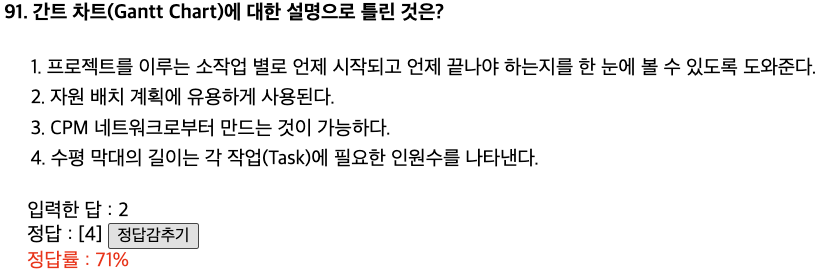 91. 간트 차트(Gantt Chart)에 대한 설명으로 틀린 것은?
1. 프로젝트를 이루는 소작업 별로 언제 시작되고 언제 끝나야 하는지를 한 눈에 볼 수 있도록 도와준다.
2. 자원 배치 계획에 유용하게 사용된다.
3. CPM 네트워크로부터 만드는 것이 가능하다.
4. 수평 막대의 길이는 각 작업(Task)에 필요한 인원수를 나타낸다.
입력한 답 : 2
정답 : [4] 정답감추기
정답률 : 71%